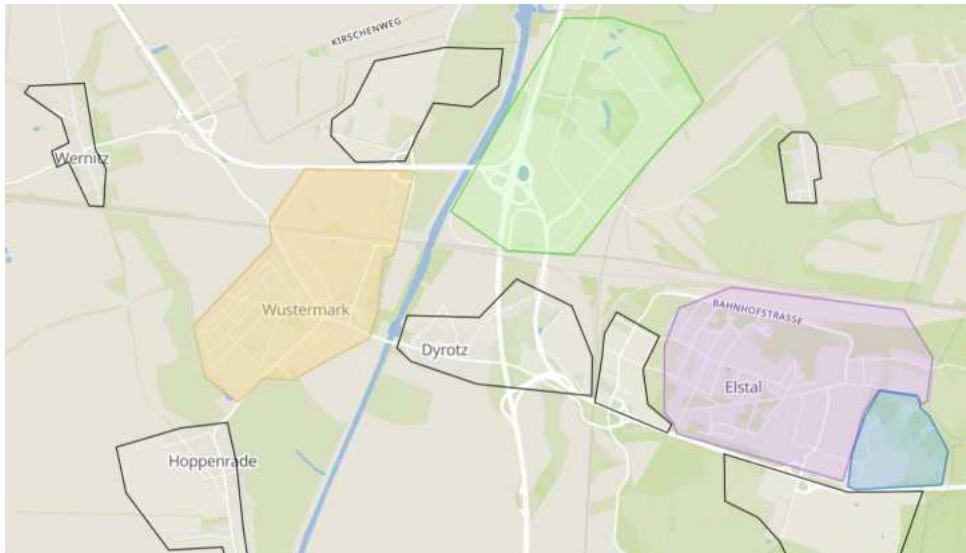 KIRSCHENWEG
Wernitz
Wustermark
BAHNHOFSTRASSE
Dyrotz
Elstal
Hoppenrade